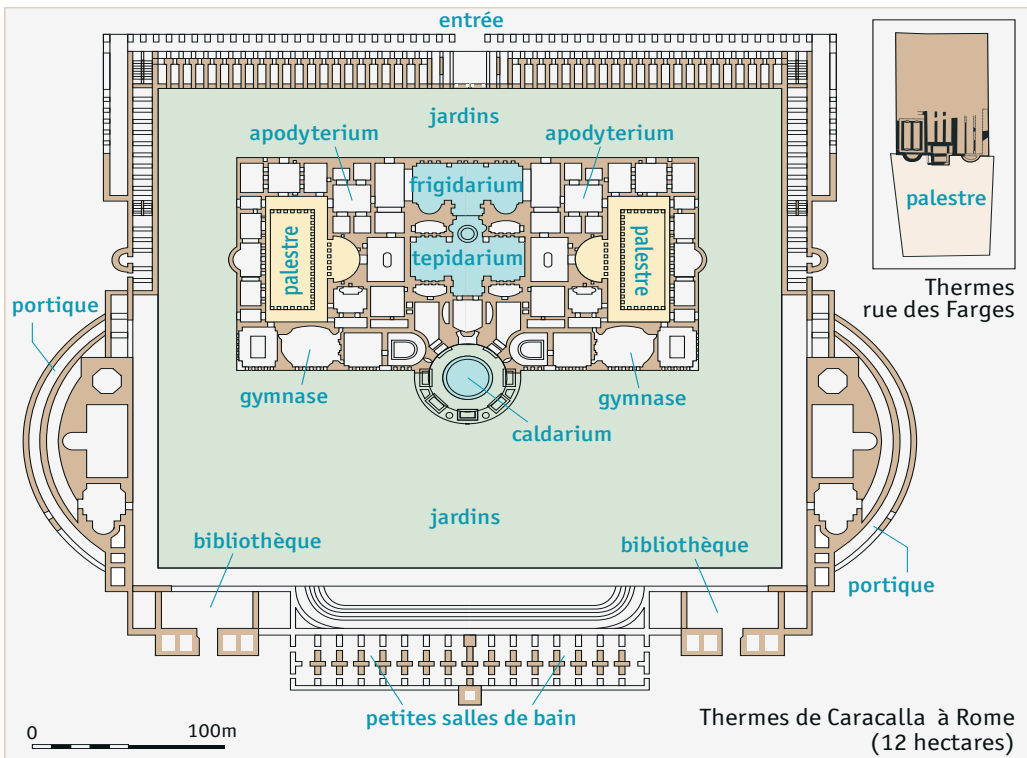 entrée
jardins
apodyterium
apodyterium
frigidarium
palestre
palestre
tepidarium
palestre
Thermes
rue des Farges
portique
gymnase
gymnase
caldarium
jardins
bibliothèque
bibliothèque
portique
petites salles de bain
0
100m
Thermes de Caracalla à Rome
(12 hectares)